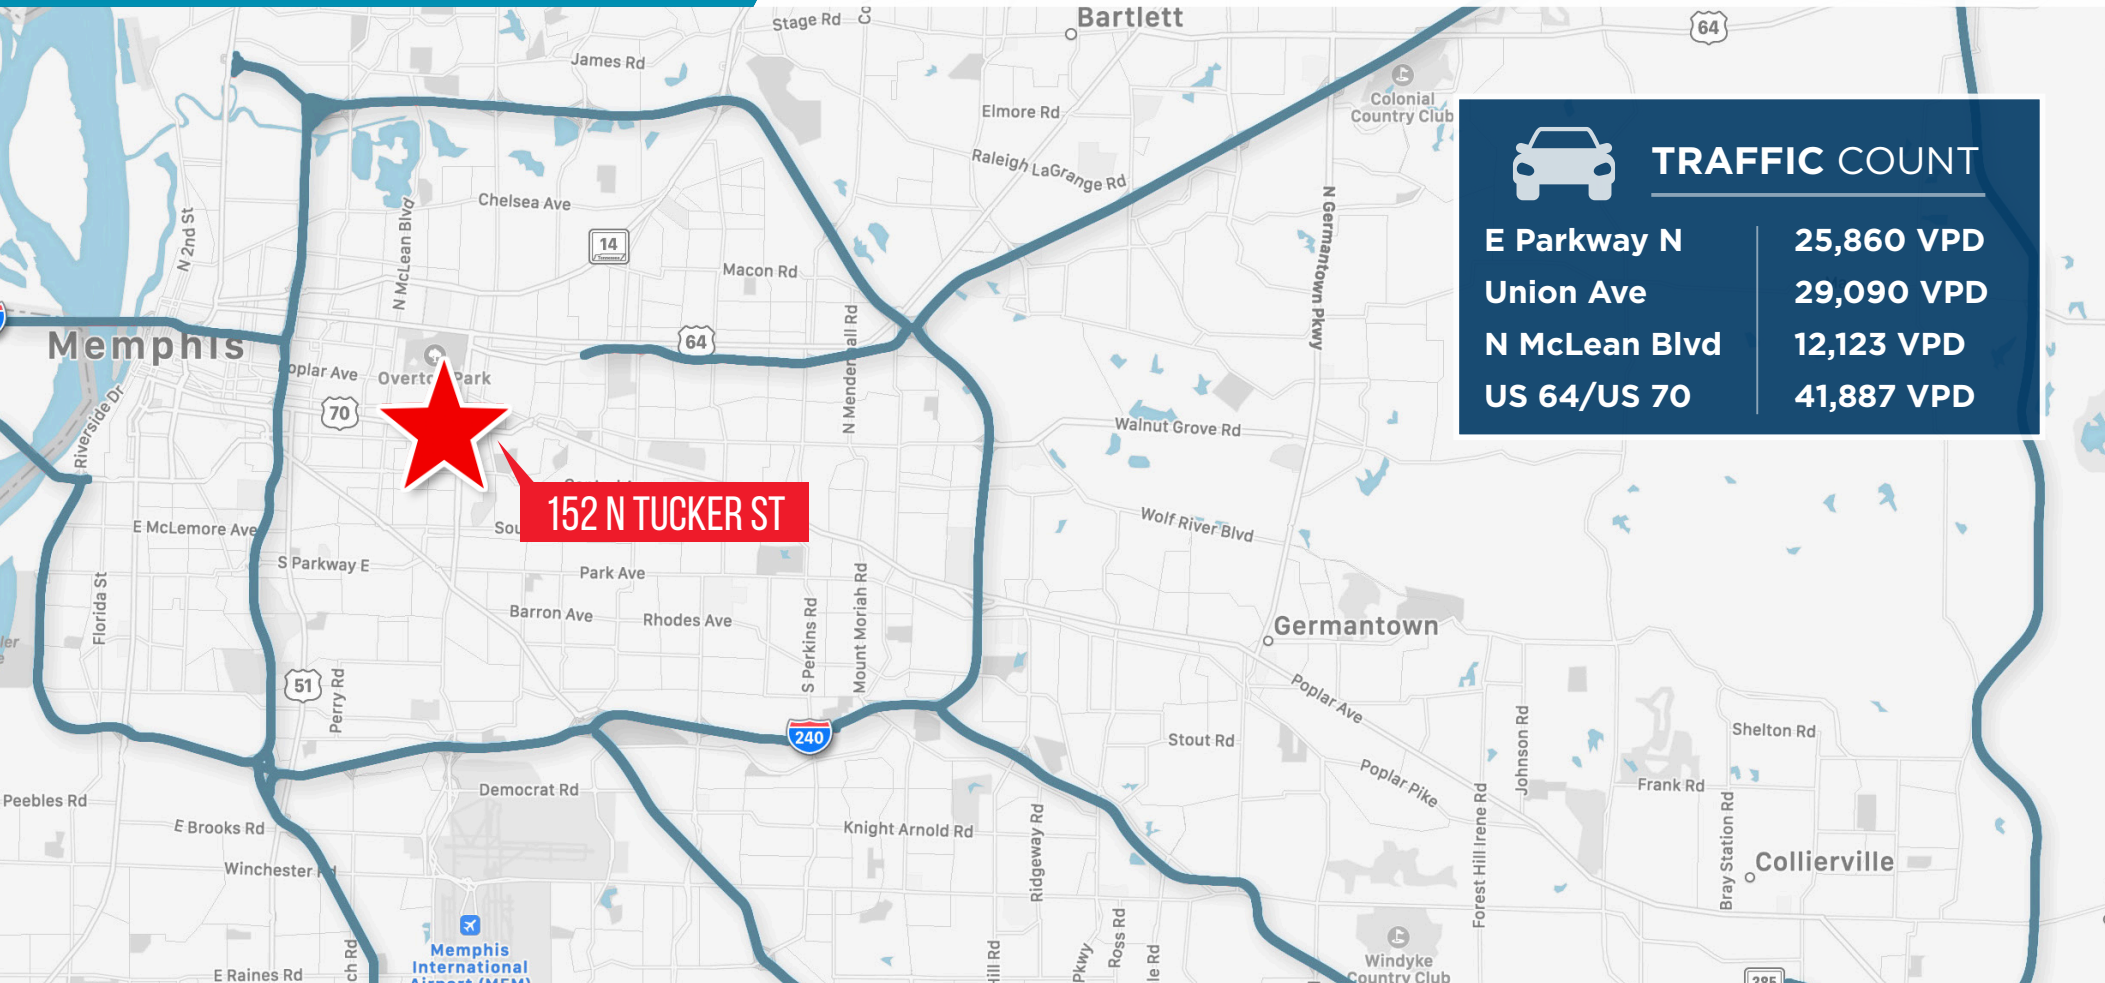 Stage Rd
Bartlett
64
James Rd
Colonial
Country Club
Elmore Rd
TRAFFIC COUNT
E Parkway N 25,860 VPD
Union Ave 29,090 VPD
N McLean Blvd 12,123 VPD
US 64/US 70 41,887 VPD
Raleigh LaGrange Rd
Chelsea Ave
N 2nd St
N McLean Blvd
14
N Germantown Pkwy
Macon Rd
Memphis
64
N Mendenhall Rd
Poplar Ave
Overton Park
70
Riverside Dr
Walnut Grove Rd
152 N TUCKER ST
E McLemore Ave
Wolf River Blvd
S Parkway E
Park Ave
Florida St
Barron Ave
Rhodes Ave
S Perkins Rd
Mount Moriah Rd
Germantown
51
Perry Rd
Poplar Ave
240
Stout Rd
Johnson Rd
Shelton Rd
Poplar Pike
Frank Rd
Democrat Rd
Peebles Rd
E Brooks Rd
Knight Arnold Rd
Ridgeway Rd
Forest Hill Irene Rd
Bray Station Rd
Collierville
Winchester Rd
Memphis
International
Airport (MEM)
Ross Rd
Pkwy
Windyke
Country Club
E Raines Rd
385